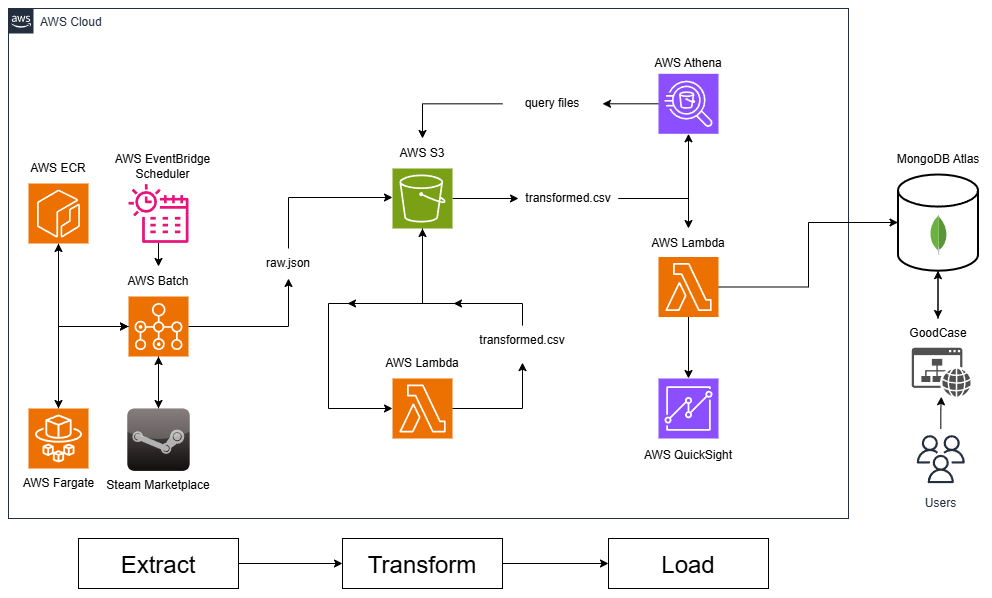 aws
AWS Cloud
AWS Athena
query files
AWS S3
AWS ECR
AWS EventBridge
Scheduler
MongoDB Atlas
transformed.csv
AWS Lambda
raw.json
AWS Batch
transformed.csv
GoodCase
AWS Lambda
AWS QuickSight
AWS Fargate
Steam Marketplace
Users
Extract
Transform
Load